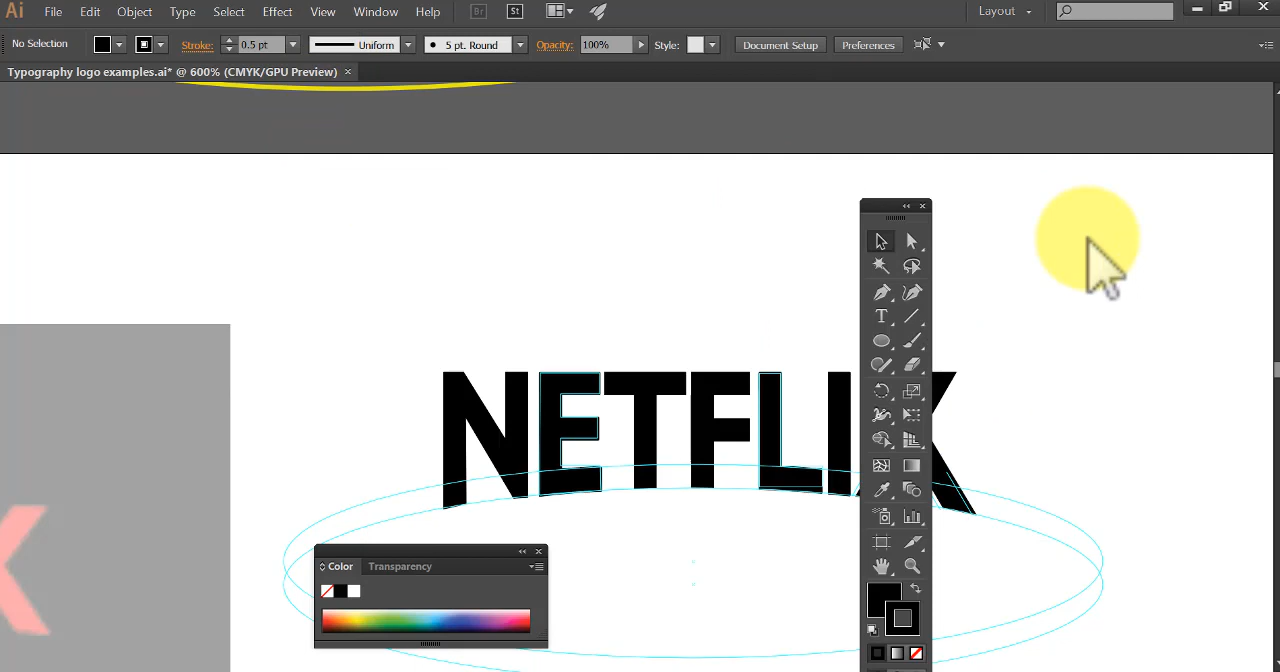 Ai File Edit Object Type Select Effect View Window Help Br St Layout
No Selection Stroke: 0.5 pt Uniform 5 pt. Round Opacity: 100% Style: Document Setup Preferences
Typography logo examples.ai* @ 600% (CMYK/GPU Preview) ×
NETFLIX
Color Transparency